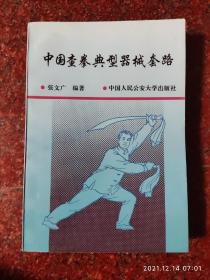 中国查拳典型器械套路
●张文广 编著 ●中国人民公安大学出版社
2021.12.14 07:01